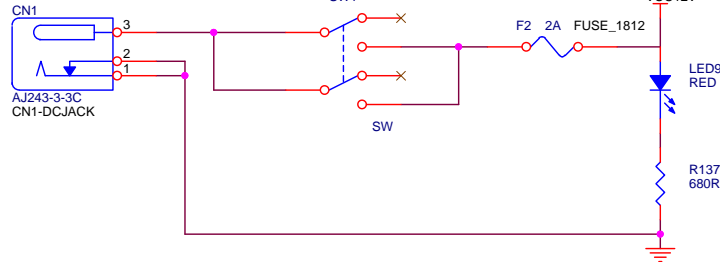 CN1
3
2
1
AJ243-3-3C
CN1-DCJACK
SW
F2 2A FUSE_1812
LED9
RED
R137
680R